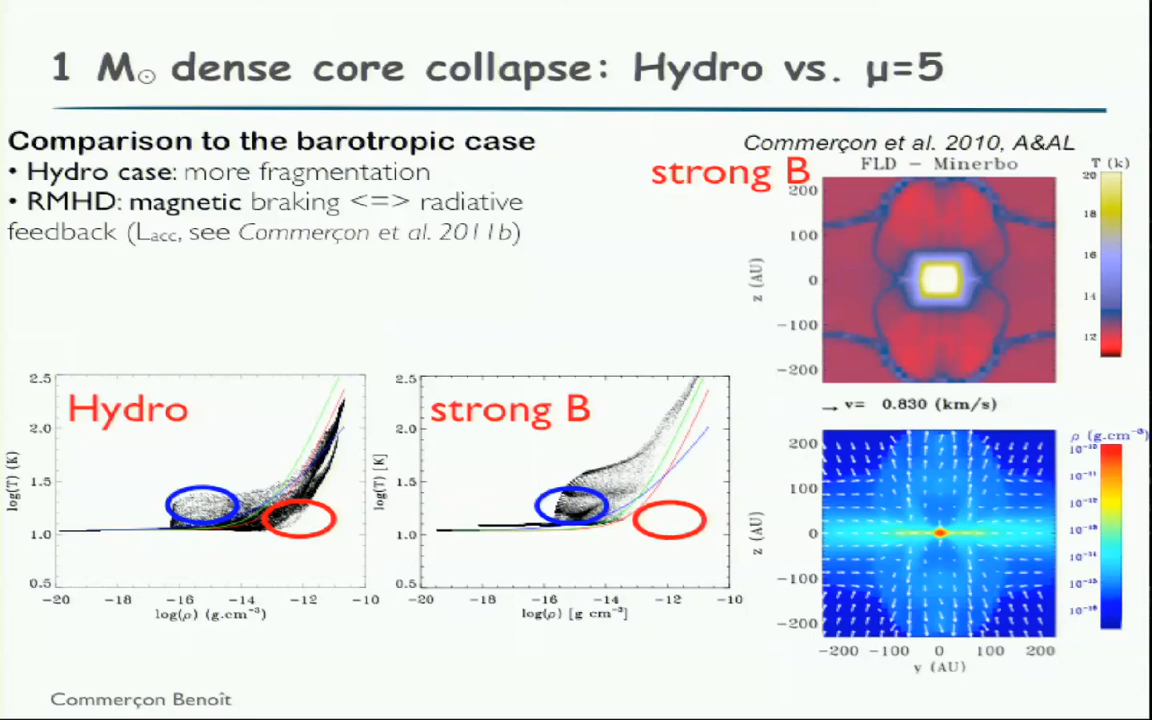 1 M☉ dense core collapse: Hydro vs. μ=5
Comparison to the barotropic case
• Hydro case: more fragmentation
• RMHD: magnetic braking <=> radiative
feedback (Lacc, see Commerçon et al. 2011b)
Commerçon et al. 2010, A&AL
strong B
FLD – Minerbo
T (k)
200
100
0
−100
−200
z (AU)
20
18
16
14
12
v= 0.830 (km/s)
Hydro
2.5
2.0
1.5
1.0
0.5
log(T) (K)
−20 −18 −16 −14 −12 −10
log(ρ) (g.cm⁻³)
strong B
2.5
2.0
1.5
1.0
0.5
log(T) [K]
−20 −18 −16 −14 −12 −10
log(ρ) [g cm⁻³]
ρ (g.cm⁻³)
200
100
0
−100
−200
z (AU)
−200 −100 0 100 200
y (AU)
Commerçon Benoît